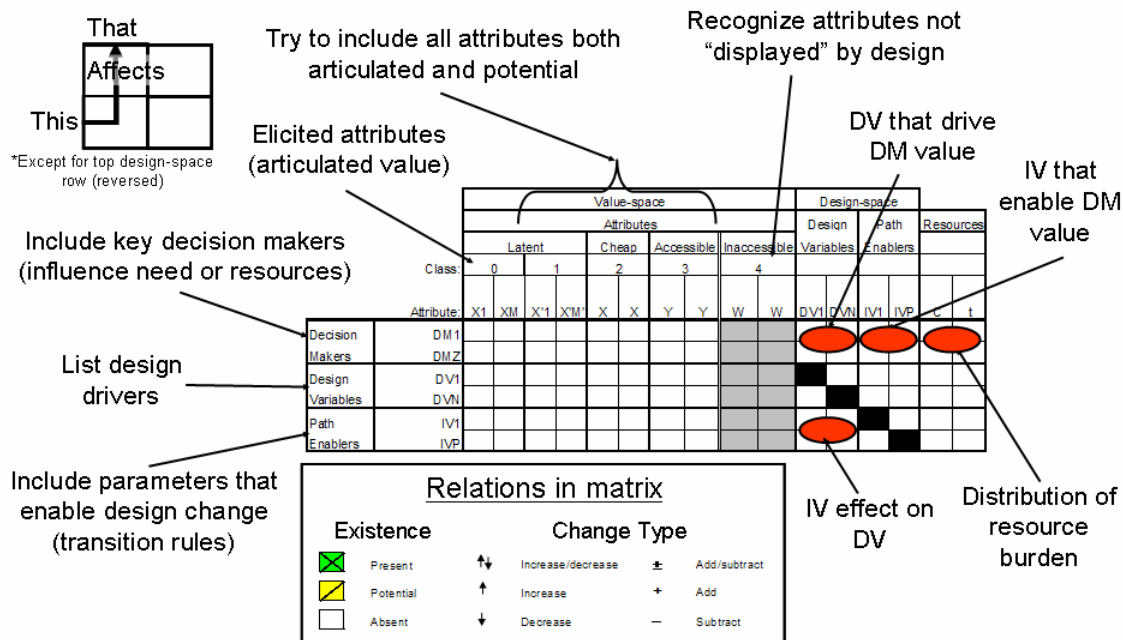 That
Affects
This
*Except for top design-space
row (reversed)
Try to include all attributes both
articulated and potential
Recognize attributes not
“displayed” by design
Elicited attributes
(articulated value)
DV that drive
DM value
IV that
enable DM
value
Include key decision makers
(influence need or resources)
List design
drivers
Include parameters that
enable design change
(transition rules)
Value-space Design-space
Attributes Design Path Resources
Latent Cheap Accessible Inaccessible Variables Enablers
Class: 0 1 2 3 4
Attribute: X1 XM X'1 X'M' X X Y Y W W DV1 DVN IV1 IVP C t
Decision DM1
Makers DMZ
Design DV1
Variables DVN
Path IV1
Enablers IVP
IV effect on
DV
Distribution of
resource
burden
Relations in matrix
Existence Change Type
Present Increase/decrease ± Add/subtract
Potential Increase + Add
Absent Decrease − Subtract